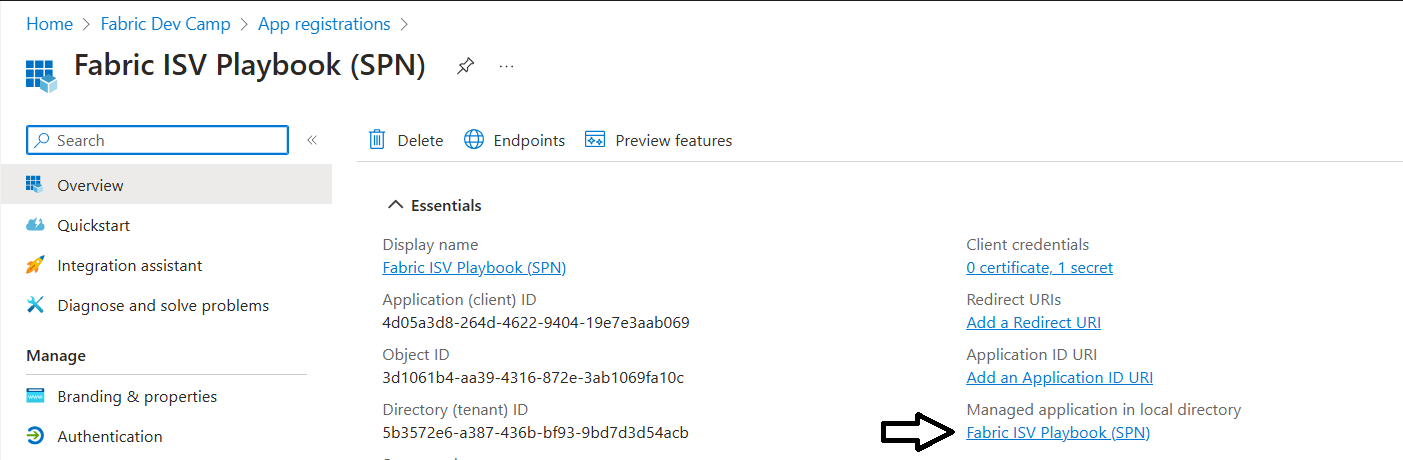 Home > Fabric Dev Camp > App registrations >
Fabric ISV Playbook (SPN)
Search
Overview
Quickstart
Integration assistant
Diagnose and solve problems
Manage
Branding & properties
Authentication
Delete Endpoints Preview features
Essentials
Display name
Fabric ISV Playbook (SPN)
Application (client) ID
4d05a3d8-264d-4622-9404-19e7e3aab069
Object ID
3d1061b4-aa39-4316-872e-3ab1069fa10c
Directory (tenant) ID
5b3572e6-a387-436b-bf93-9bd7d3d54acb
Client credentials
0 certificate, 1 secret
Redirect URIs
Add a Redirect URI
Application ID URI
Add an Application ID URI
Managed application in local directory
Fabric ISV Playbook (SPN)